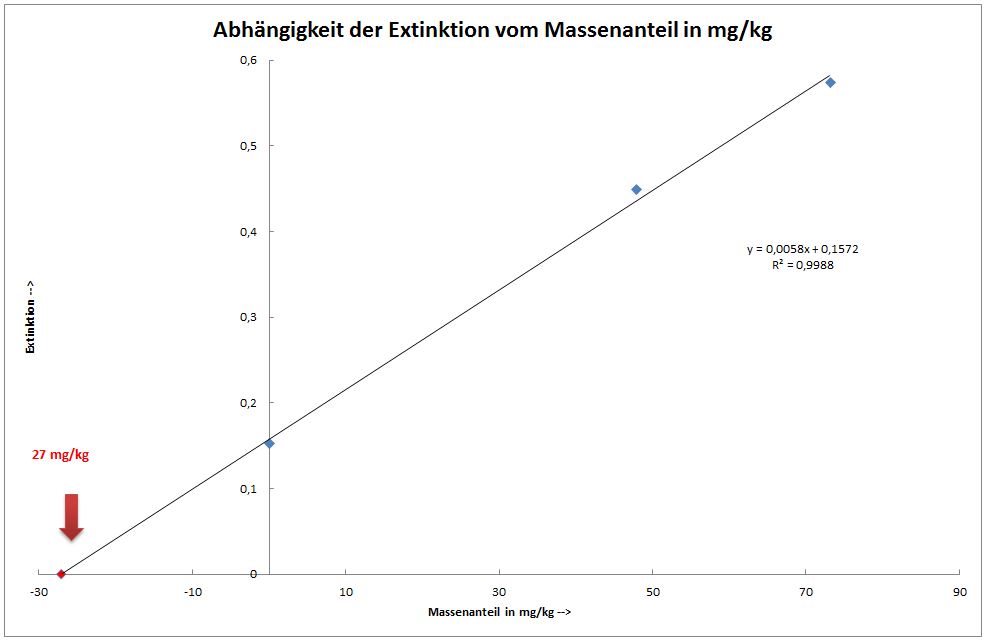 Abhängigkeit der Extinktion vom Massenanteil in mg/kg
0,6
0,5
0,4
y = 0,0058x + 0,1572
R² = 0,9988
Extinktion -->
0,3
0,2
27 mg/kg
0,1
0
-30 -10 10 30 50 70 90
Massenanteil in mg/kg -->